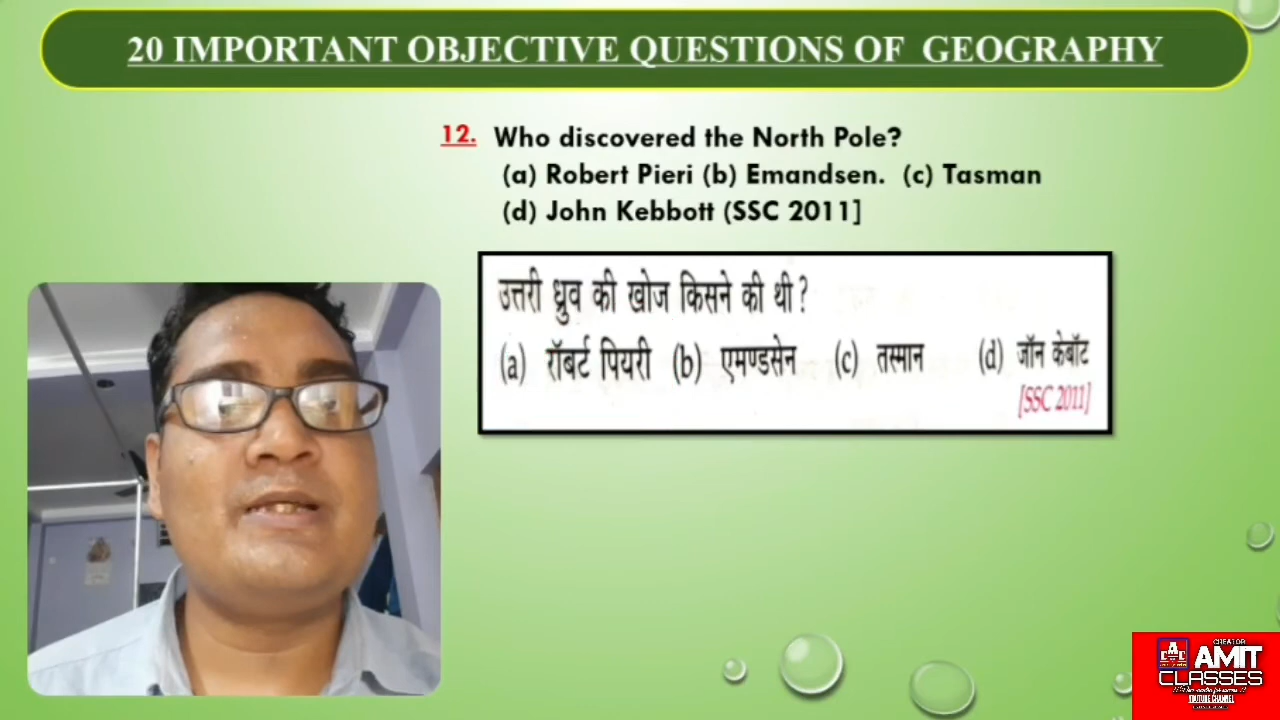 20 IMPORTANT OBJECTIVE QUESTIONS OF GEOGRAPHY
12. Who discovered the North Pole?
(a) Robert Pieri (b) Emandsen. (c) Tasman
(d) John Kebbott (SSC 2011]
उत्तरी ध्रुव की खोज किसने की थी?
(a) रॉबर्ट पियरी (b) एमण्डसेन (c) तस्मान (d) जॉन केबॉट
[SSC 2011]
CREATOR
AMIT
CLASSES
YOUTUBE CHANNEL